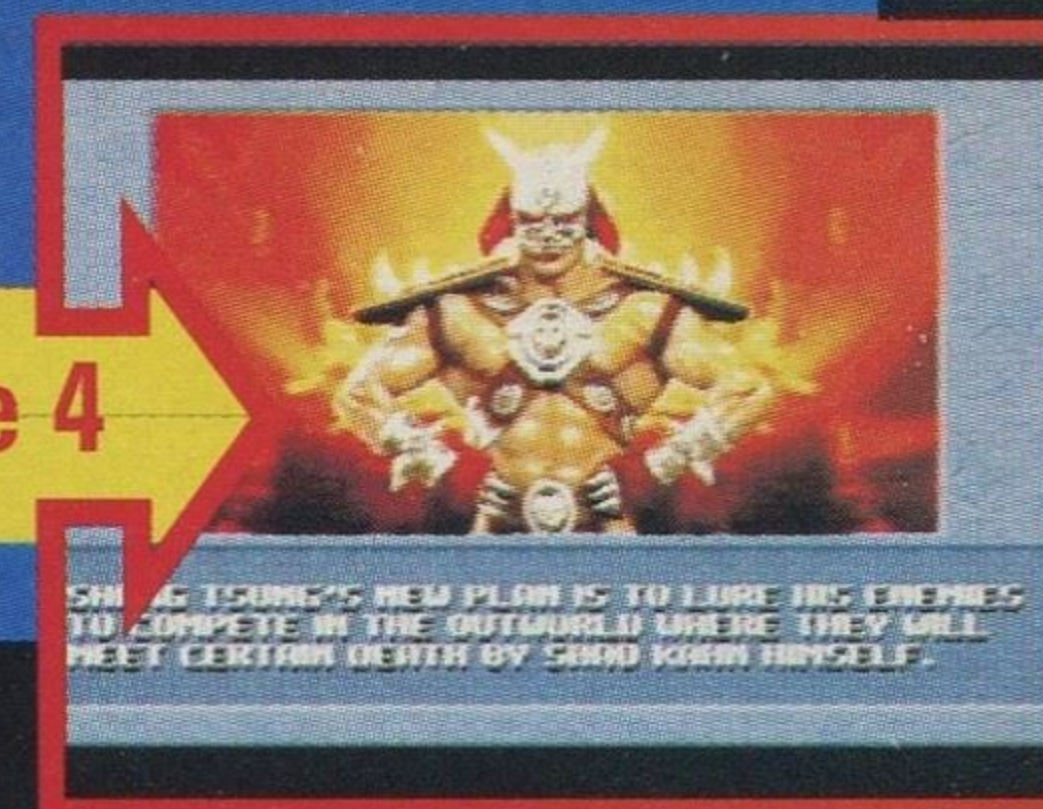 e 4
SHANG TSUNG'S NEW PLAN IS TO LURE HIS ENEMIES
TO COMPETE IN THE OUTWORLD WHERE THEY WILL
MEET CERTAIN DEATH BY SHAO KAHN HIMSELF.